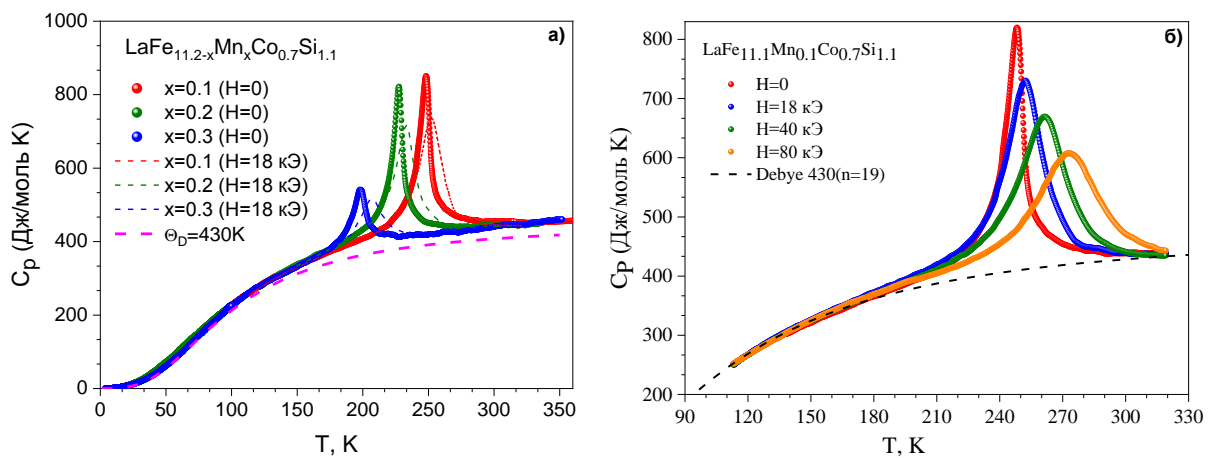 а)
LaFe11.2-xMnxCo0.7Si1.1
x=0.1 (H=0)
x=0.2 (H=0)
x=0.3 (H=0)
x=0.1 (H=18 кЭ)
x=0.2 (H=18 кЭ)
x=0.3 (H=18 кЭ)
ΘD=430K
Cp (Дж/моль K)
1000
800
600
400
200
0
0 50 100 150 200 250 300 350
T, K
б)
LaFe11.1Mn0.1Co0.7Si1.1
H=0
H=18 кЭ
H=40 кЭ
H=80 кЭ
Debye 430(n=19)
CP (Дж/моль K)
800
700
600
500
400
300
200
90 120 150 180 210 240 270 300 330
T, K